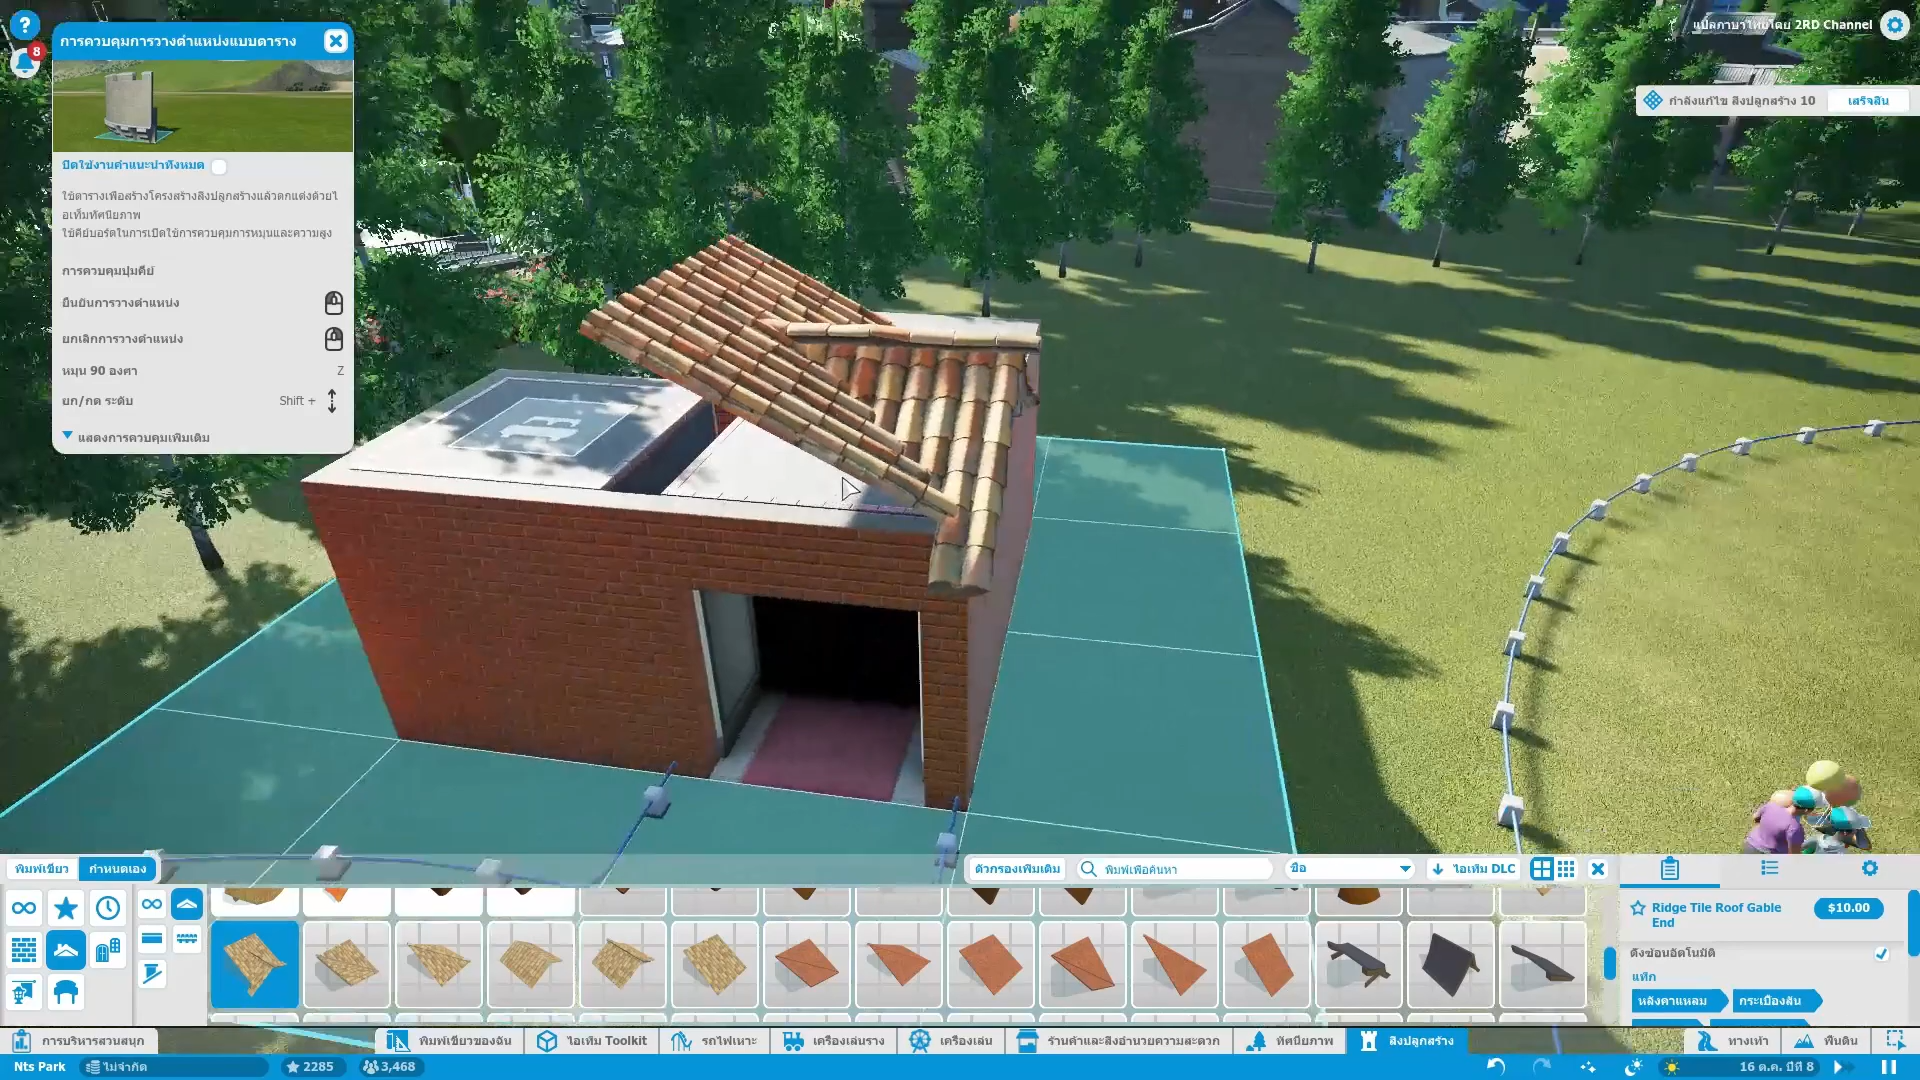 ?
8
การควบคุมการวางตำแหน่งแบบตาราง
แปลภาษาไทยโดย 2RD Channel
กำลังแก้ไข สิ่งปลูกสร้าง 10
เสร็จสิ้น
ปิดใช้งานคำแนะนำทั้งหมด
ใช้ตารางเพื่อสร้างโครงสร้างสิ่งปลูกสร้างแล้วตกแต่งด้วยไ
อเท็มทัศนียภาพ
ใช้คีย์บอร์ดในการเปิดใช้การควบคุมการหมุนและความสูง
การควบคุมปุ่มคีย์
ยืนยันการวางตำแหน่ง
ยกเลิกการวางตำแหน่ง
หมุน 90 องศา Z
ยก/กด ระดับ Shift +
แสดงการควบคุมเพิ่มเติม
พิมพ์เขียว กำหนดเอง
ตัวกรองเพิ่มเติม พิมพ์เพื่อค้นหา ชื่อ ไอเท็ม DLC
Ridge Tile Roof Gable
End
$10.00
ดึงซ้อนอัตโนมัติ
แท็ก
หลังคาแหลม กระเบื้องสัน
การบริหารสวนสนุก พิมพ์เขียวของฉัน ไอเท็ม Toolkit รถไฟเหาะ เครื่องเล่นราง เครื่องเล่น ร้านค้าและสิ่งอำนวยความสะดวก ทัศนียภาพ สิ่งปลูกสร้าง ทางเท้า พื้นดิน
Nts Park ไม่จำกัด 2285 3,468 16 ต.ค. ปีที่ 8